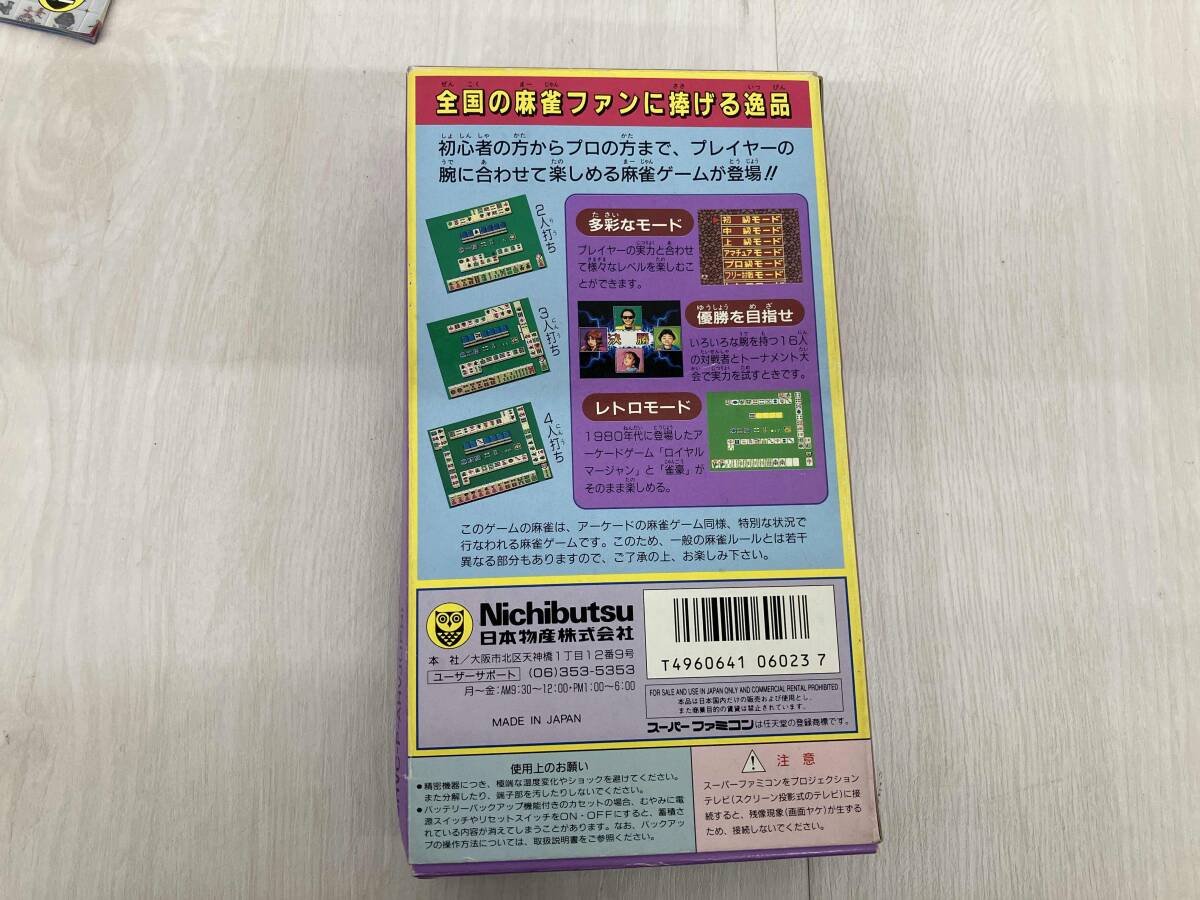 全国の麻雀ファンに捧げる逸品
初心者の方からプロの方まで、プレイヤーの
腕に合わせて楽しめる麻雀ゲームが登場!!
2人打ち
3人打ち
4人打ち
多彩なモード
プレイヤーの実力と合わせ
て様々なレベルを楽しむこ
とができます。
初級モード
中級モード
上級モード
アマチュアモード
プロ級モード
フリー対戦モード
優勝を目指せ
いろいろな腕を持つ16人
の対戦者とトーナメント大
会で実力を試すときです。
決勝
レトロモード
1980年代に登場したア
ーケードゲーム「ロイヤル
マージャン」と「雀豪」が
そのまま楽しめる。
このゲームの麻雀は、アーケードの麻雀ゲーム同様、特別な状況で
行なわれる麻雀ゲームです。このため、一般の麻雀ルールとは若干
異なる部分もありますので、ご了承の上、お楽しみ下さい。
Nichibutsu
日本物産株式会社
本 社/大阪市北区天神橋1丁目12番9号
ユーザーサポート (06)353-5353
月～金:AM9:30～12:00・PM1:00～6:00
MADE IN JAPAN
T4960641 06023 7
FOR SALE AND USE IN JAPAN ONLY AND COMMERCIAL RENTAL PROHIBITED
本品は日本国内だけの販売および使用とし、
また商業目的の賃貸は禁止されています。
スーパーファミコンは任天堂の登録商標です。
使用上のお願い
●精密機器につき、極端な温度変化やショックを避けてください。
また分解したり、端子部を汚したりしないでください。
●バッテリーバックアップ機能付きのカセットの場合、むやみに電
源スイッチやリセットスイッチをON・OFFにすると、蓄積さ
れている内容が消えてしまうことがあります。なお、バックアッ
プの操作方法については、取扱説明書をご参照ください。
注意
スーパーファミコンをプロジェクション
テレビ(スクリーン投影式のテレビ)に接
続すると、残像現象(画面ヤケ)が生ずる
ため、接続しないでください。